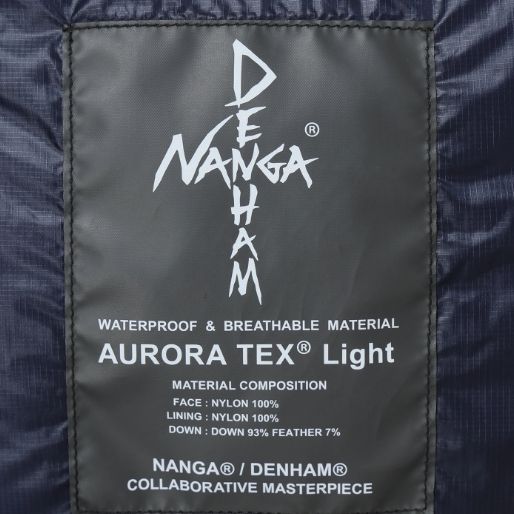 DENHAM
NANGA®
WATERPROOF & BREATHABLE MATERIAL
AURORA TEX® Light
MATERIAL COMPOSITION
FACE : NYLON 100%
LINING : NYLON 100%
DOWN : DOWN 93% FEATHER 7%
NANGA® / DENHAM®
COLLABORATIVE MASTERPIECE